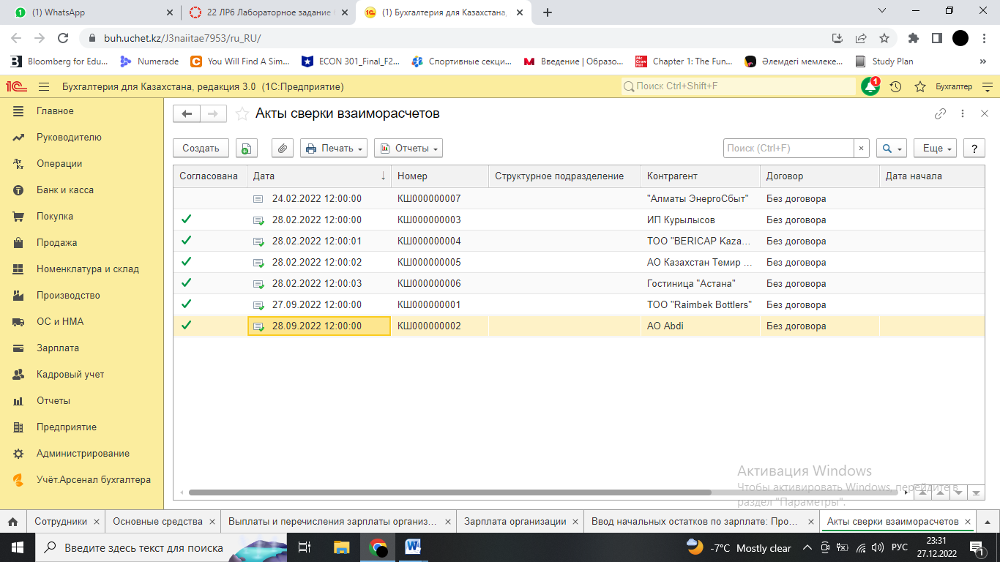 (1) WhatsApp
22 ЛР6 Лабораторное задание
(1) Бухгалтерия для Казахстана,
buh.uchet.kz/J3naiitae7953/ru_RU/
Bloomberg for Edu...
Numerade
You Will Find A Sim...
ECON 301_Final_F2...
Спортивные секци...
Введение | Образо...
Chapter 1: The Fun...
Әлемдегі мемлеке...
Study Plan
»
1С
Бухгалтерия для Казахстана, редакция 3.0 (1С:Предприятие)
Поиск Ctrl+Shift+F
1
Бухгалтер
Главное
Руководителю
Операции
Банк и касса
Покупка
Продажа
Номенклатура и склад
Производство
ОС и НМА
Зарплата
Кадровый учет
Отчеты
Предприятие
Администрирование
Учёт.Арсенал бухгалтера
Акты сверки взаиморасчетов
Создать
Печать
Отчеты
Поиск (Ctrl+F)
×
Еще
?
Согласована Дата ↓ Номер Структурное подразделение Контрагент Договор Дата начала
24.02.2022 12:00:00 КШ000000007 "Алматы ЭнергоСбыт" Без договора
28.02.2022 12:00:00 КШ000000003 ИП Курылысов Без договора
28.02.2022 12:00:01 КШ000000004 ТОО "BERICAP Kaza... Без договора
28.02.2022 12:00:02 КШ000000005 АО Казахстан Темир ... Без договора
28.02.2022 12:00:03 КШ000000006 Гостиница "Астана" Без договора
27.09.2022 12:00:00 КШ000000001 ТОО "Raimbek Bottlers" Без договора
28.09.2022 12:00:00 КШ000000002 АО Abdi Без договора
Активация Windows
Чтобы активировать Windows, перейдите в
раздел "Параметры".
Сотрудники ×
Основные средства ×
Выплаты и перечисления зарплаты организ... ×
Зарплата организации ×
Ввод начальных остатков по зарплате: Про... ×
Акты сверки взаиморасчетов ×
Введите здесь текст для поиска
-7°C Mostly clear
РУС
23:31
27.12.2022
1